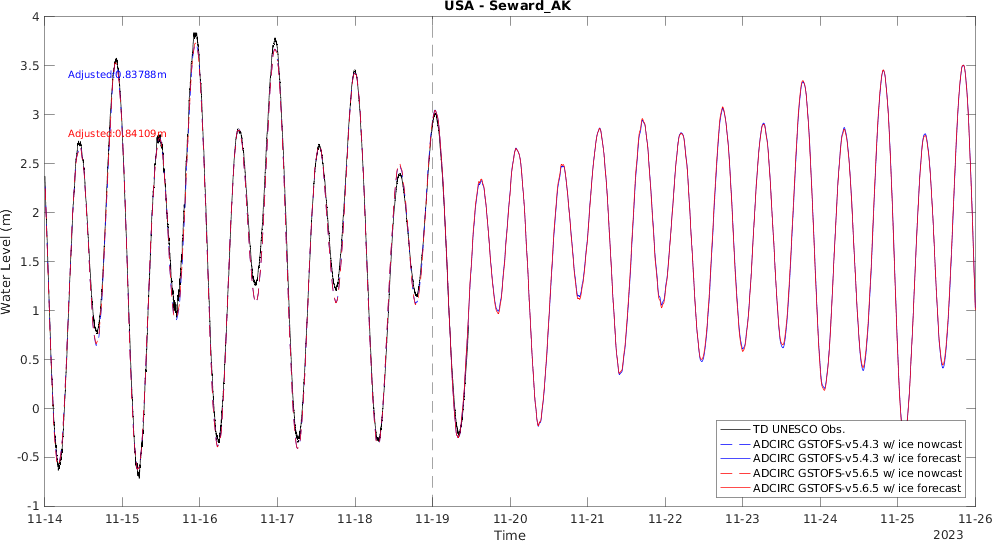 USA - Seward_AK
4
3.5
3
2.5
2
1.5
1
0.5
0
-0.5
-1
Water Level (m)
Adjusted:0.83788m
Adjusted:0.84109m
TD UNESCO Obs.
ADCIRC GSTOFS-v5.4.3 w/ ice nowcast
ADCIRC GSTOFS-v5.4.3 w/ ice forecast
ADCIRC GSTOFS-v5.6.5 w/ ice nowcast
ADCIRC GSTOFS-v5.6.5 w/ ice forecast
11-14 11-15 11-16 11-17 11-18 11-19 11-20 11-21 11-22 11-23 11-24 11-25 11-26
Time
2023